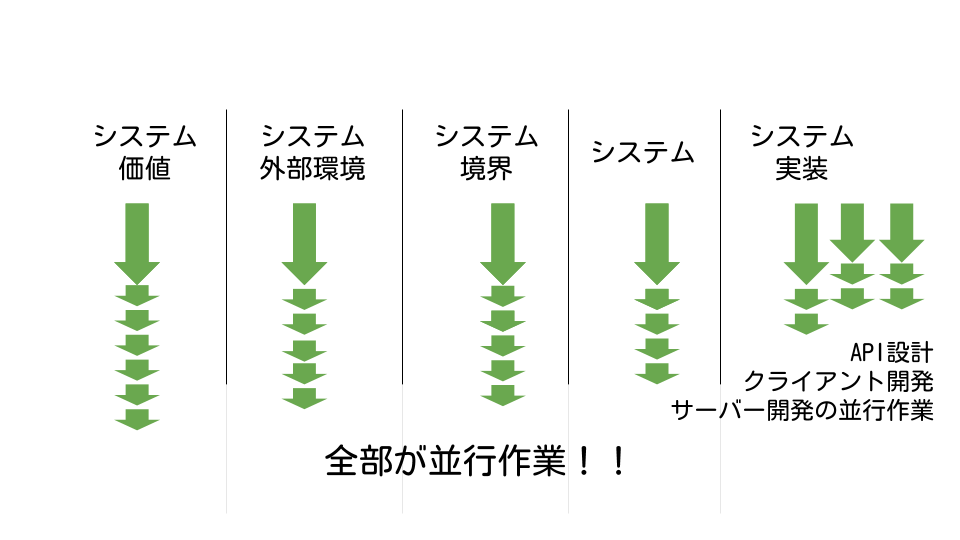 システム
価値
システム
外部環境
システム
境界
システム
システム
実装
API設計
クライアント開発
サーバー開発の並行作業
全部が並行作業！！